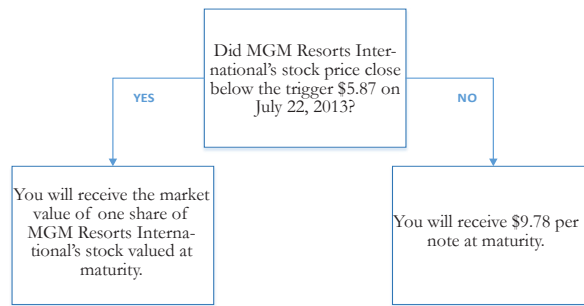 Did MGM Resorts Inter-
national's stock price close
below the trigger $5.87 on
July 22, 2013?
YES
NO
You will receive the market
value of one share of
MGM Resorts Interna-
tional's stock valued at
maturity.
You will receive $9.78 per
note at maturity.